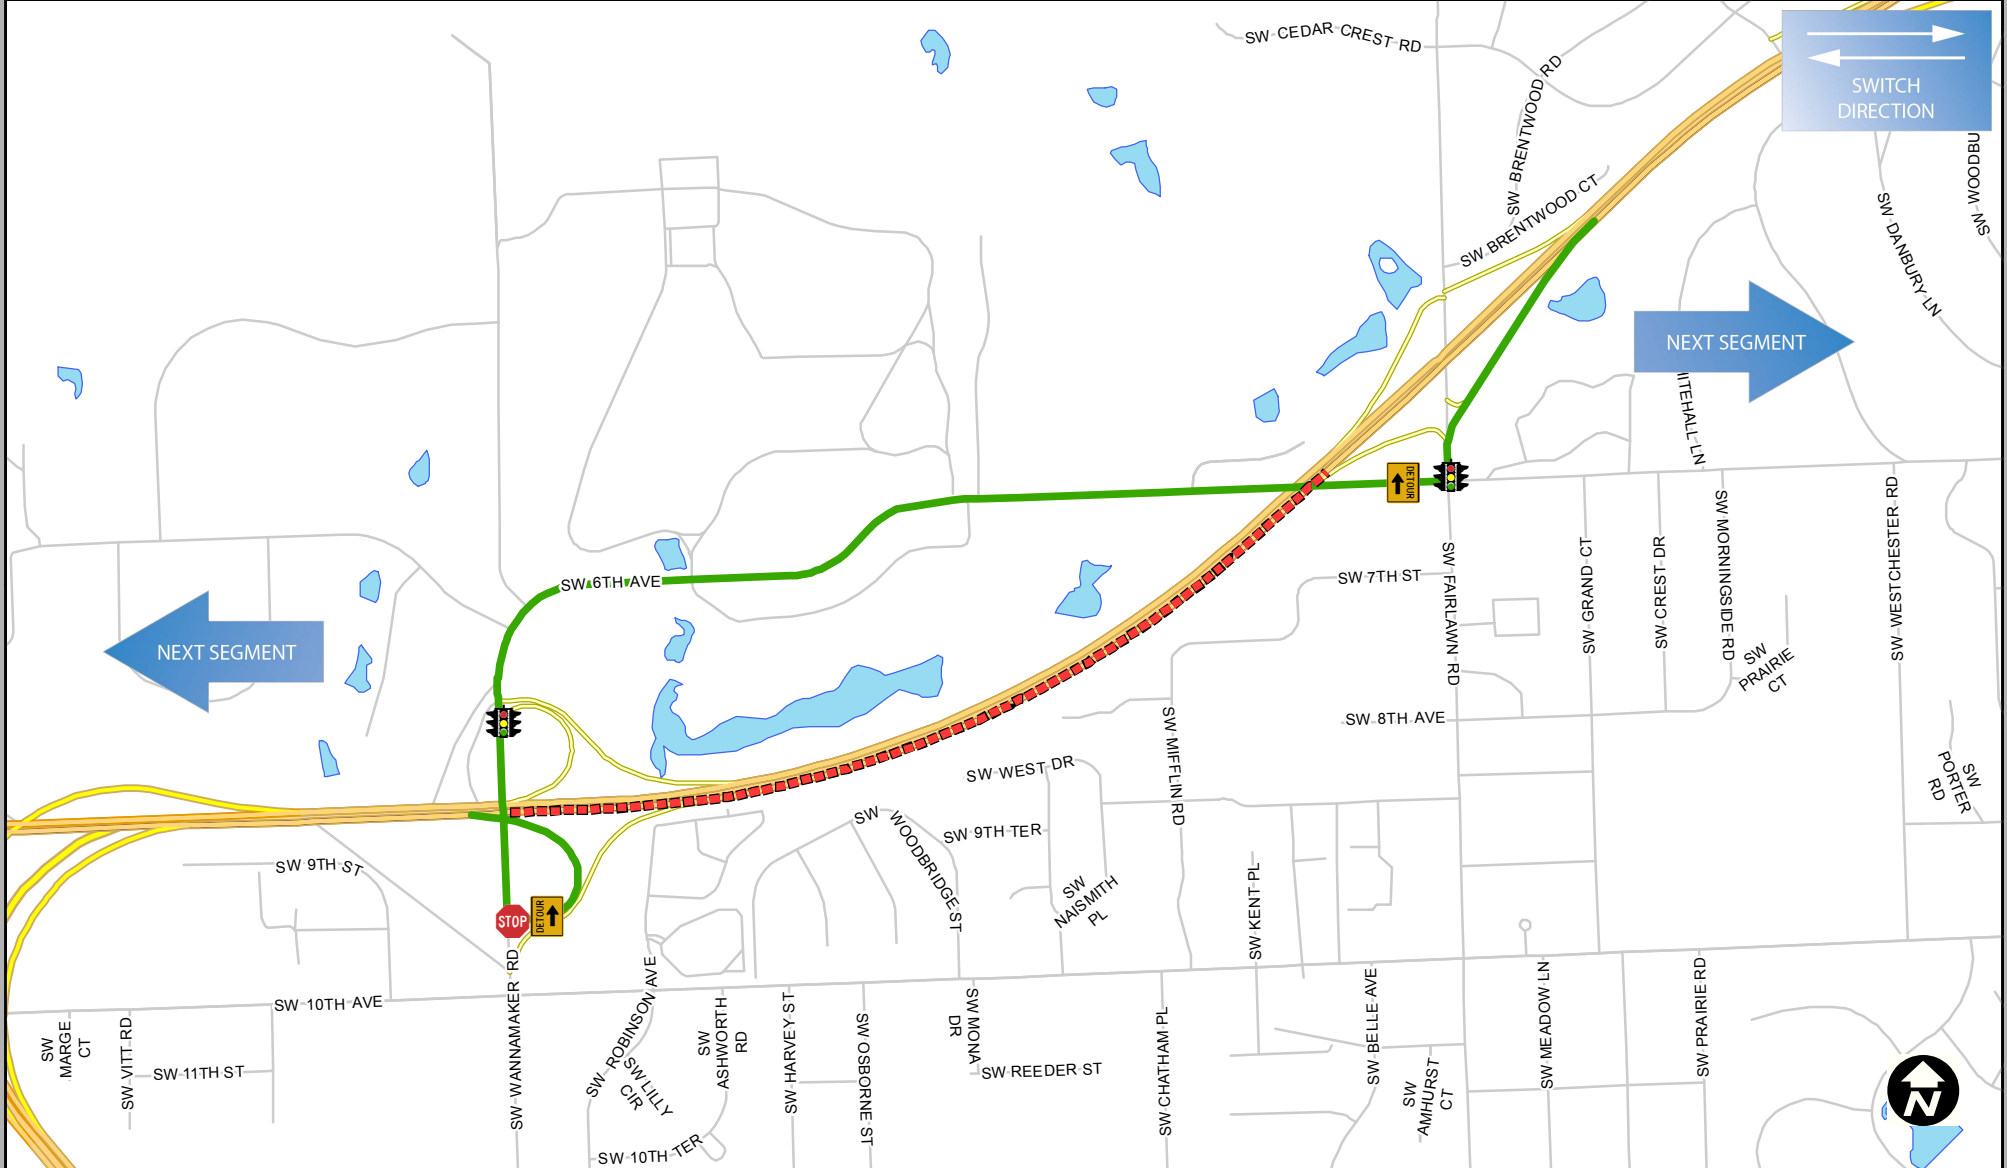 SW CEDAR CREST RD
SW BRENTWOOD RD
SW BRENTWOOD CT
SWITCH
DIRECTION
SW DANBURY LN
NEXT SEGMENT
SW 6TH AVE
DETOUR
NEXT SEGMENT
SW 7TH ST
SW FAIRLAWN RD
SW GRAND CT
SW CREST DR
SW MORNINGSIDE RD
SW WESTCHESTER RD
SW
PRAIRIE
CT
SW 8TH AVE
SW MIFFLIN RD
SW WEST DR
SW
PORTER
RD
SW 9TH TER
SW WOODBRIDGE ST
SW
NAISMITH
PL
SW KENT PL
SW 9TH ST
STOP
DETOUR
SW 10TH AVE
SW WANNAMAKER RD
SW ROBINSON AVE
SW
MARGE
CT
SW VITT RD
SW 11TH ST
SW LILLY
CIR
SW
ASHWORTH
RD
SW HARVEY ST
SW OSBORNE ST
SW MONA
DR
SW REEDER ST
SW CHATHAM PL
SW BELLE AVE
SW
AMHURST
CT
SW MEADOW LN
SW PRAIRIE RD
SW 10TH TER
N